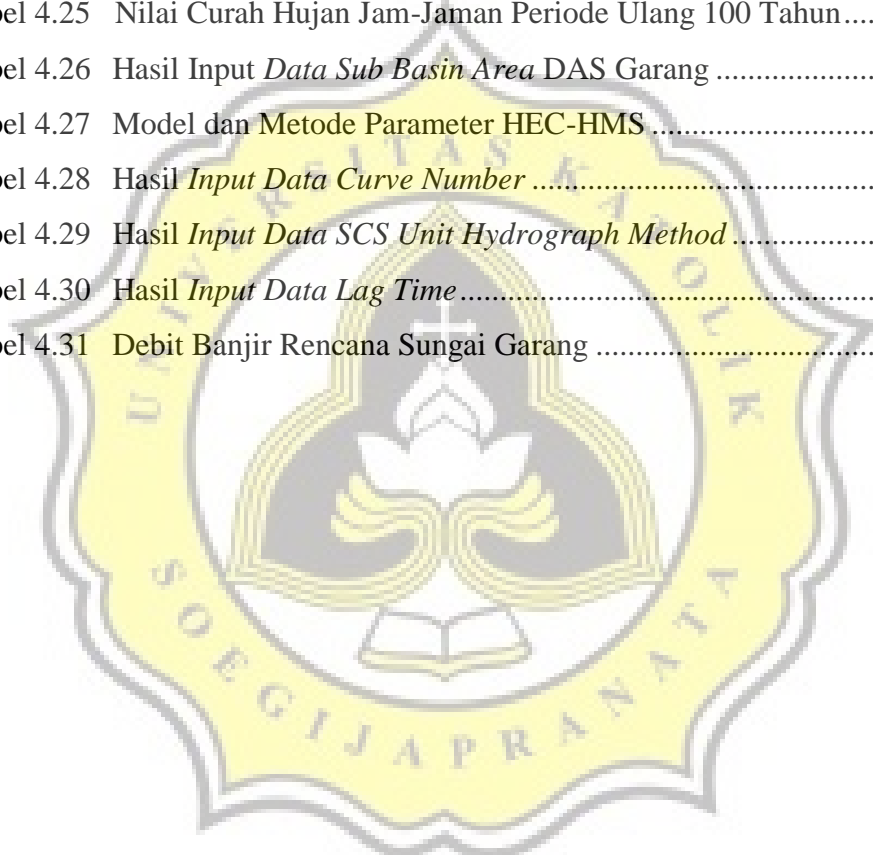 bel 4.25 Nilai Curah Hujan Jam-Jaman Periode Ulang 100 Tahun....
bel 4.26 Hasil Input Data Sub Basin Area DAS Garang....................
bel 4.27 Model dan Metode Parameter HEC-HMS............................
bel 4.28 Hasil Input Data Curve Number...........................................
bel 4.29 Hasil Input Data SCS Unit Hydrograph Method..................
bel 4.30 Hasil Input Data Lag Time....................................................
bel 4.31 Debit Banjir Rencana Sungai Garang...................................
UNIVERSITAS KATOLIK
SOEGIJAPRANATA